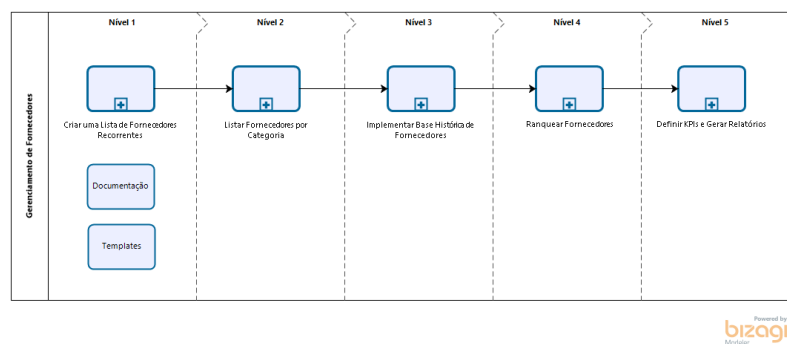 Nível 1
Nível 2
Nível 3
Nível 4
Nível 5
Gerenciamento de Fornecedores
Criar uma Lista de Fornecedores
Recorrentes
Listar Fornecedores por
Categoria
Implementar Base Histórica de
Fornecedores
Ranquear Fornecedores
Definir KPIs e Gerar Relatórios
Documentação
Templates
Powered by
bizagi
Modeler